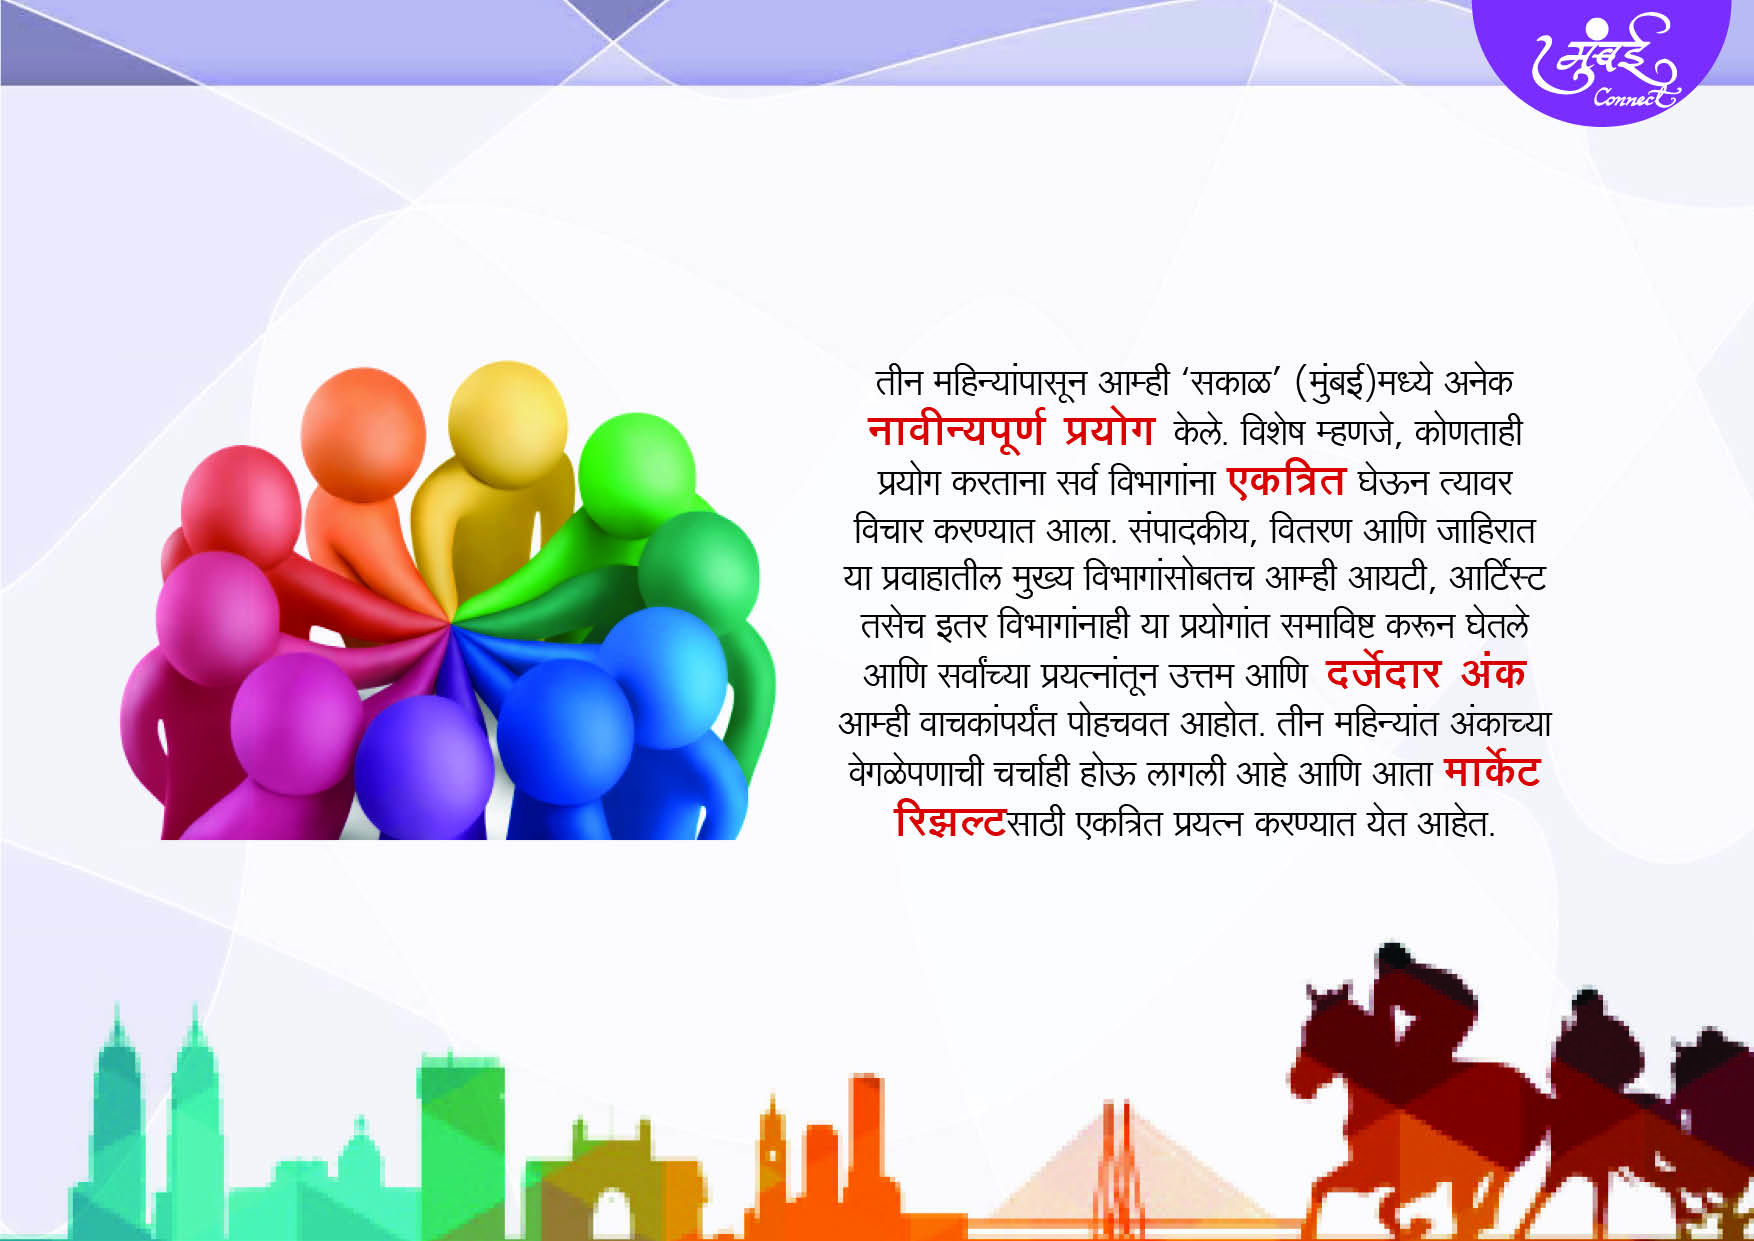 मुंबई
Connect
तीन महिन्यांपासून आम्ही ‘सकाळ’ (मुंबई)मध्ये अनेक
नावीन्यपूर्ण प्रयोग केले. विशेष म्हणजे, कोणताही
प्रयोग करताना सर्व विभागांना एकत्रित घेऊन त्यावर
विचार करण्यात आला. संपादकीय, वितरण आणि जाहिरात
या प्रवाहातील मुख्य विभागांसोबतच आम्ही आयटी, आर्टिस्ट
तसेच इतर विभागांनाही या प्रयोगांत समाविष्ट करून घेतले
आणि सर्वांच्या प्रयत्नांतून उत्तम आणि दर्जेदार अंक
आम्ही वाचकांपर्यंत पोहचवत आहोत. तीन महिन्यांत अंकाच्या
वेगळेपणाची चर्चाही होऊ लागली आहे आणि आता मार्केट
रिझल्टसाठी एकत्रित प्रयत्न करण्यात येत आहेत.